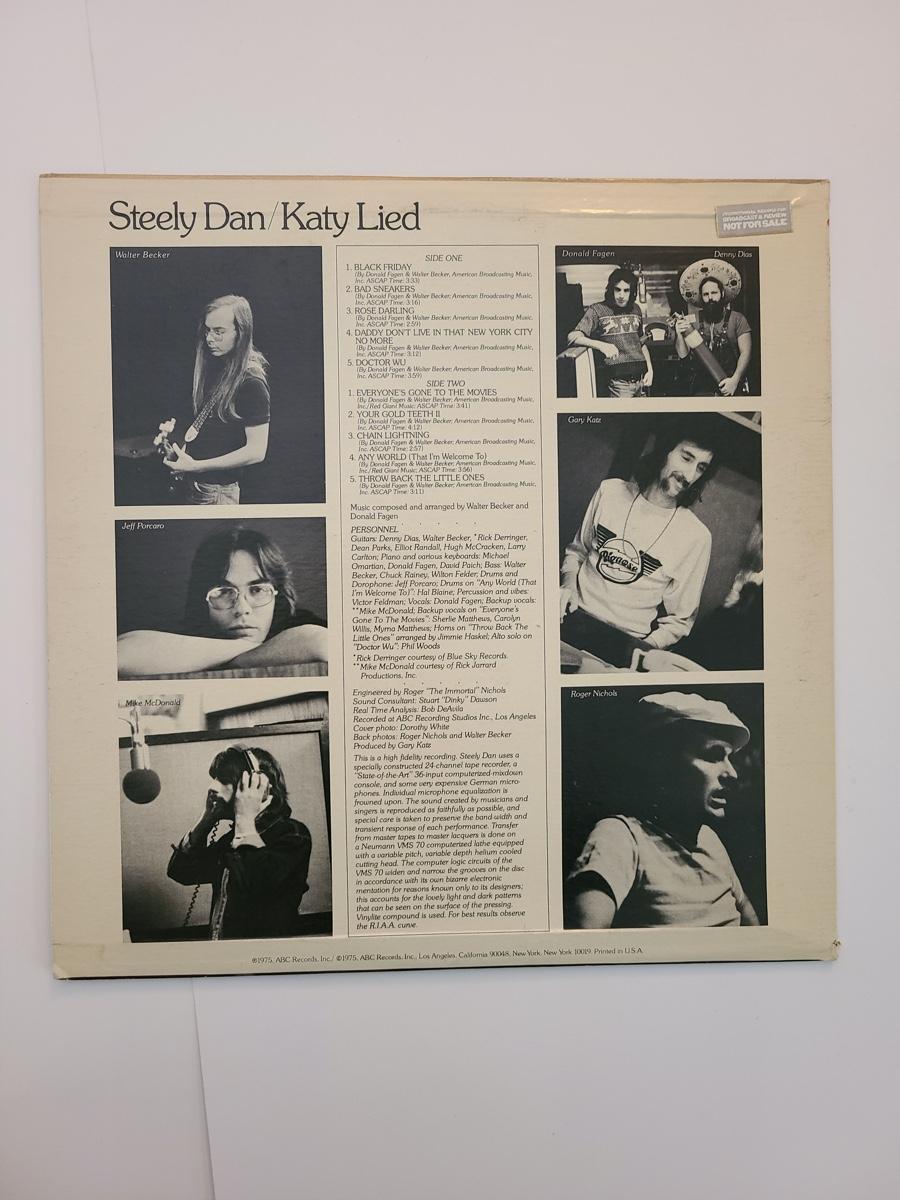 Steely Dan/Katy Lied
PROMOTIONAL RECORD FOR
BROADCAST & REVIEW
NOT FOR SALE
Walter Becker
Jeff Porcaro
Mike McDonald
SIDE ONE
1. BLACK FRIDAY
(By Donald Fagen & Walter Becker; American Broadcasting Music,
Inc. ASCAP Time: 3:33)
2. BAD SNEAKERS
(By Donald Fagen & Walter Becker; American Broadcasting Music,
Inc. ASCAP Time: 3:16)
3. ROSE DARLING
(By Donald Fagen & Walter Becker; American Broadcasting Music,
Inc. ASCAP Time: 2:59)
4. DADDY DON'T LIVE IN THAT NEW YORK CITY
NO MORE
(By Donald Fagen & Walter Becker; American Broadcasting Music,
Inc. ASCAP Time: 3:12)
5. DOCTOR WU
(By Donald Fagen & Walter Becker; American Broadcasting Music,
Inc. ASCAP Time: 3:59)
SIDE TWO
1. EVERYONE'S GONE TO THE MOVIES
(By Donald Fagen & Walter Becker; American Broadcasting Music,
Inc./Red Giant Music; ASCAP Time: 3:41)
2. YOUR GOLD TEETH II
(By Donald Fagen & Walter Becker; American Broadcasting Music,
Inc. ASCAP Time: 4:12)
3. CHAIN LIGHTNING
(By Donald Fagen & Walter Becker; American Broadcasting Music,
Inc. ASCAP Time: 2:57)
4. ANY WORLD (That I'm Welcome To)
(By Donald Fagen & Walter Becker; American Broadcasting Music,
Inc./Red Giant Music; ASCAP Time: 3:56)
5. THROW BACK THE LITTLE ONES
(By Donald Fagen & Walter Becker; American Broadcasting Music,
Inc. ASCAP Time: 3:11)
Music composed and arranged by Walter Becker and
Donald Fagen
PERSONNEL
Guitars: Denny Dias, Walter Becker, *Rick Derringer,
Dean Parks, Elliot Randall, Hugh McCracken, Larry
Carlton; Piano and various keyboards: Michael
Omartian, Donald Fagen, David Paich; Bass: Walter
Becker, Chuck Rainey, Wilton Felder; Drums and
Dorophone: Jeff Porcaro; Drums on "Any World (That
I'm Welcome To)": Hal Blaine; Percussion and vibes:
Victor Feldman; Vocals: Donald Fagen; Backup vocals:
**Mike McDonald; Backup vocals on "Everyone's
Gone To The Movies": Sherlie Matthews, Carolyn
Willis, Myrna Matthews; Horns on "Throw Back The
Little Ones" arranged by Jimmie Haskel; Alto solo on
"Doctor Wu": Phil Woods
*Rick Derringer courtesy of Blue Sky Records.
**Mike McDonald courtesy of Rick Jarrard
Productions, Inc.
Engineered by Roger "The Immortal" Nichols
Sound Consultant: Stuart "Dinky" Dawson
Real Time Analysis: Bob DeAvila
Recorded at ABC Recording Studios Inc., Los Angeles
Cover photo: Dorothy White
Back photos: Roger Nichols and Walter Becker
Produced by Gary Katz
This is a high fidelity recording. Steely Dan uses a
specially constructed 24-channel tape recorder, a
"State-of-the-Art" 36-input computerized mixdown
console, and some very expensive German micro-
phones. Individual microphone equalization is
frowned upon. The sound created by musicians and
singers is reproduced as faithfully as possible, and
special care is taken to preserve the band width and
transient response of each performance. Transfer
from master tapes to master lacquers is done on
a Neumann VMS 70 computerized lathe equipped
with a variable pitch, variable depth helium cooled
cutting head. The computer logic circuits of the
VMS 70 widen and narrow the grooves on the disc
in accordance with its own bizarre electronic
mentation for reasons known only to its designers;
this accounts for the lovely light and dark patterns
that can be seen on the surface of the pressing.
Vinylite compound is used. For best results observe
the R.I.A.A. curve.
Donald Fagen
Denny Dias
Gary Katz
Roger Nichols
℗1975, ABC Records, Inc./ ©1975, ABC Records, Inc., Los Angeles, California 90048, New York, New York 10019. Printed in U.S.A.